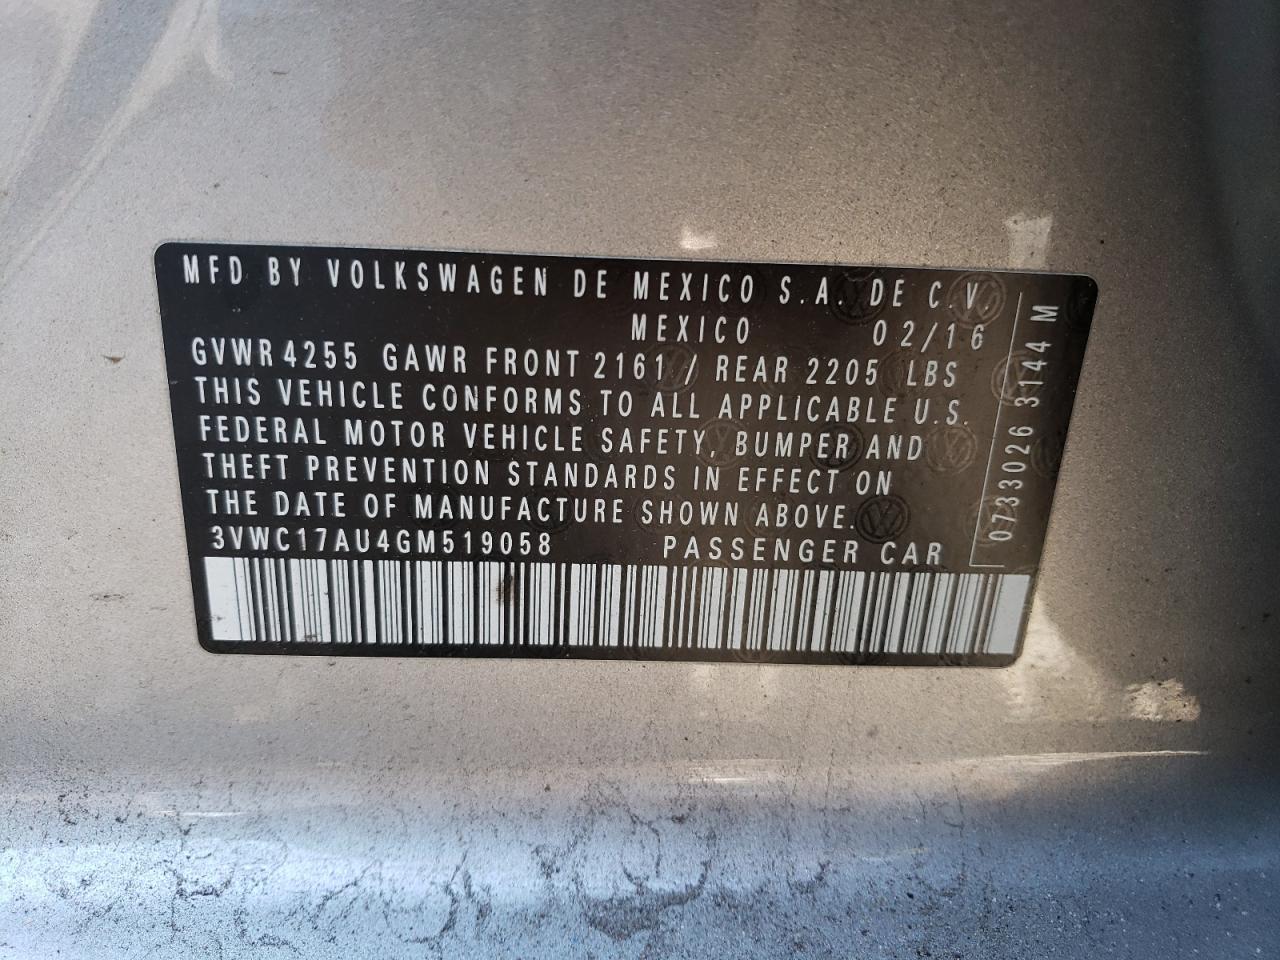 MFD BY VOLKSWAGEN DE MEXICO S.A. DE C.V.
MEXICO 02/16
GVWR 4255 GAWR FRONT 2161 / REAR 2205 LBS
THIS VEHICLE CONFORMS TO ALL APPLICABLE U.S.
FEDERAL MOTOR VEHICLE SAFETY, BUMPER AND
THEFT PREVENTION STANDARDS IN EFFECT ON
THE DATE OF MANUFACTURE SHOWN ABOVE.
3VWC17AU4GM519058 PASSENGER CAR
0733026 3144 M